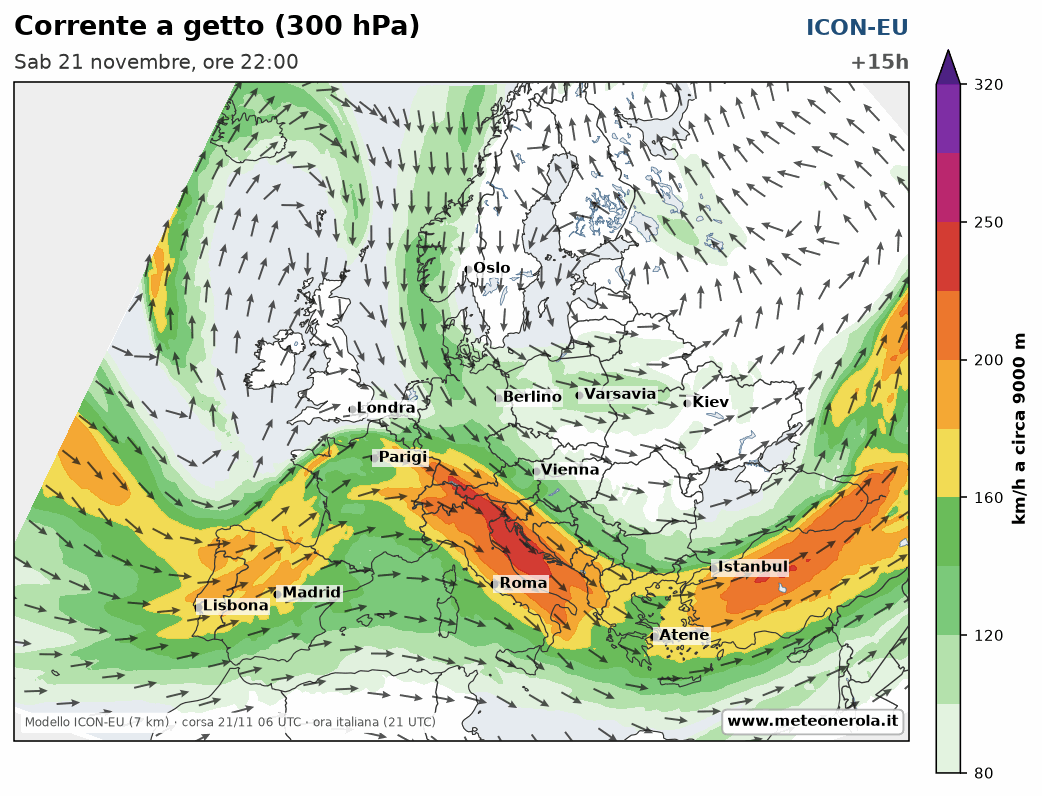 Corrente a getto (300 hPa)
ICON-EU
Sab 21 novembre, ore 22:00
+15h
320
250
200
160
120
80
km/h a circa 9000 m
Oslo
Berlino
Varsavia
Kiev
Londra
Parigi
Vienna
Istanbul
Roma
Madrid
Lisbona
Atene
Modello ICON-EU (7 km) · corsa 21/11 06 UTC · ora italiana (21 UTC)
www.meteonerola.it